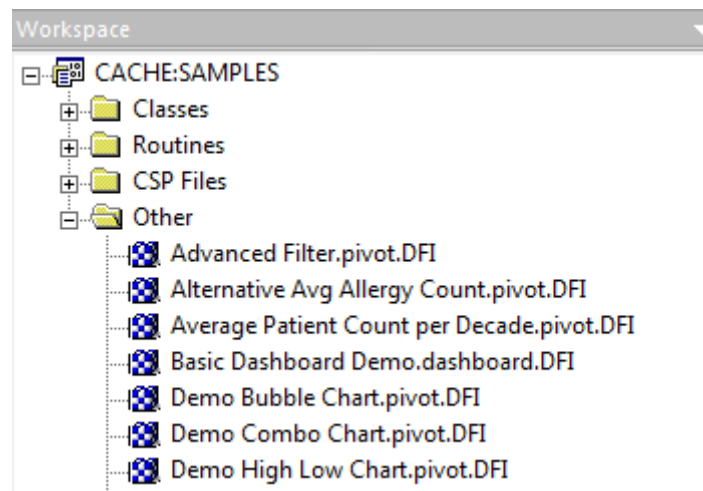 Workspace
CACHE:SAMPLES
Classes
Routines
CSP Files
Other
Advanced Filter.pivot.DFI
Alternative Avg Allergy Count.pivot.DFI
Average Patient Count per Decade.pivot.DFI
Basic Dashboard Demo.dashboard.DFI
Demo Bubble Chart.pivot.DFI
Demo Combo Chart.pivot.DFI
Demo High Low Chart.pivot.DFI